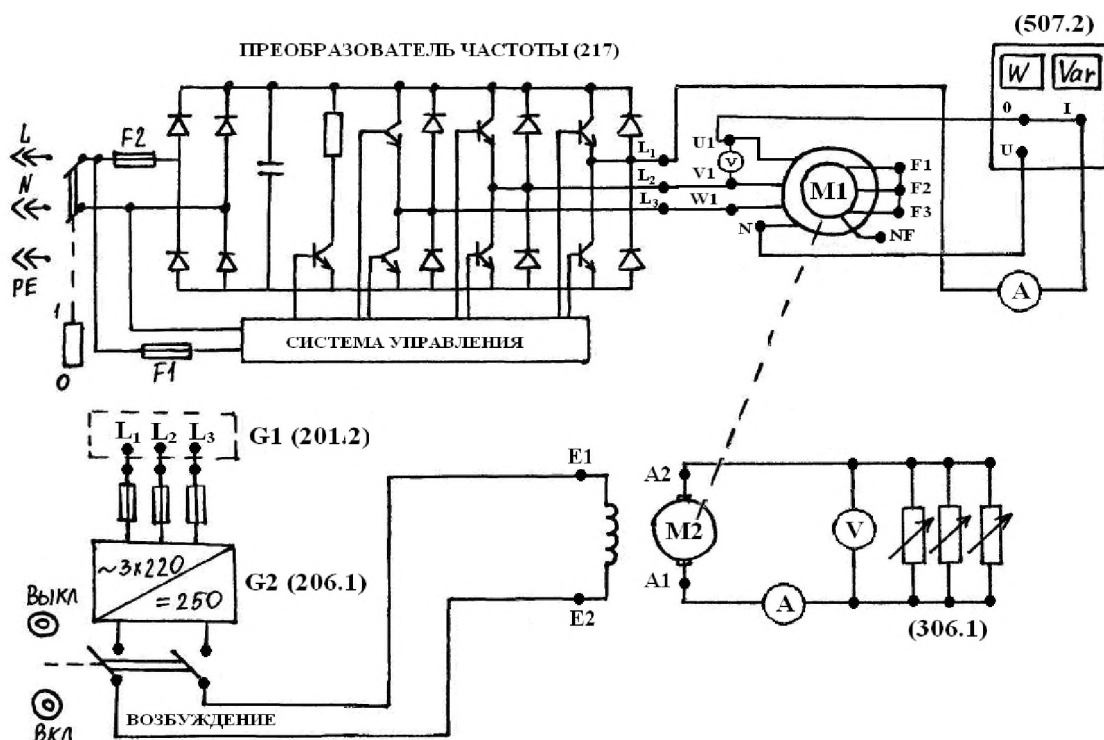 (507.2)
ПРЕОБРАЗОВАТЕЛЬ ЧАСТОТЫ (217)
W Var
0 I
U
L
F2
N
PE
1
0
F1
СИСТЕМА УПРАВЛЕНИЯ
L1
L2
L3
U1
V
V1
W1
N
M1
F1
F2
F3
NF
A
L1 L2 L3
G1 (201.2)
~3x220
=250
G2 (206.1)
ВЫКЛ
ВКЛ
ВОЗБУЖДЕНИЕ
E1
E2
A2
M2
A1
A
V
(306.1)